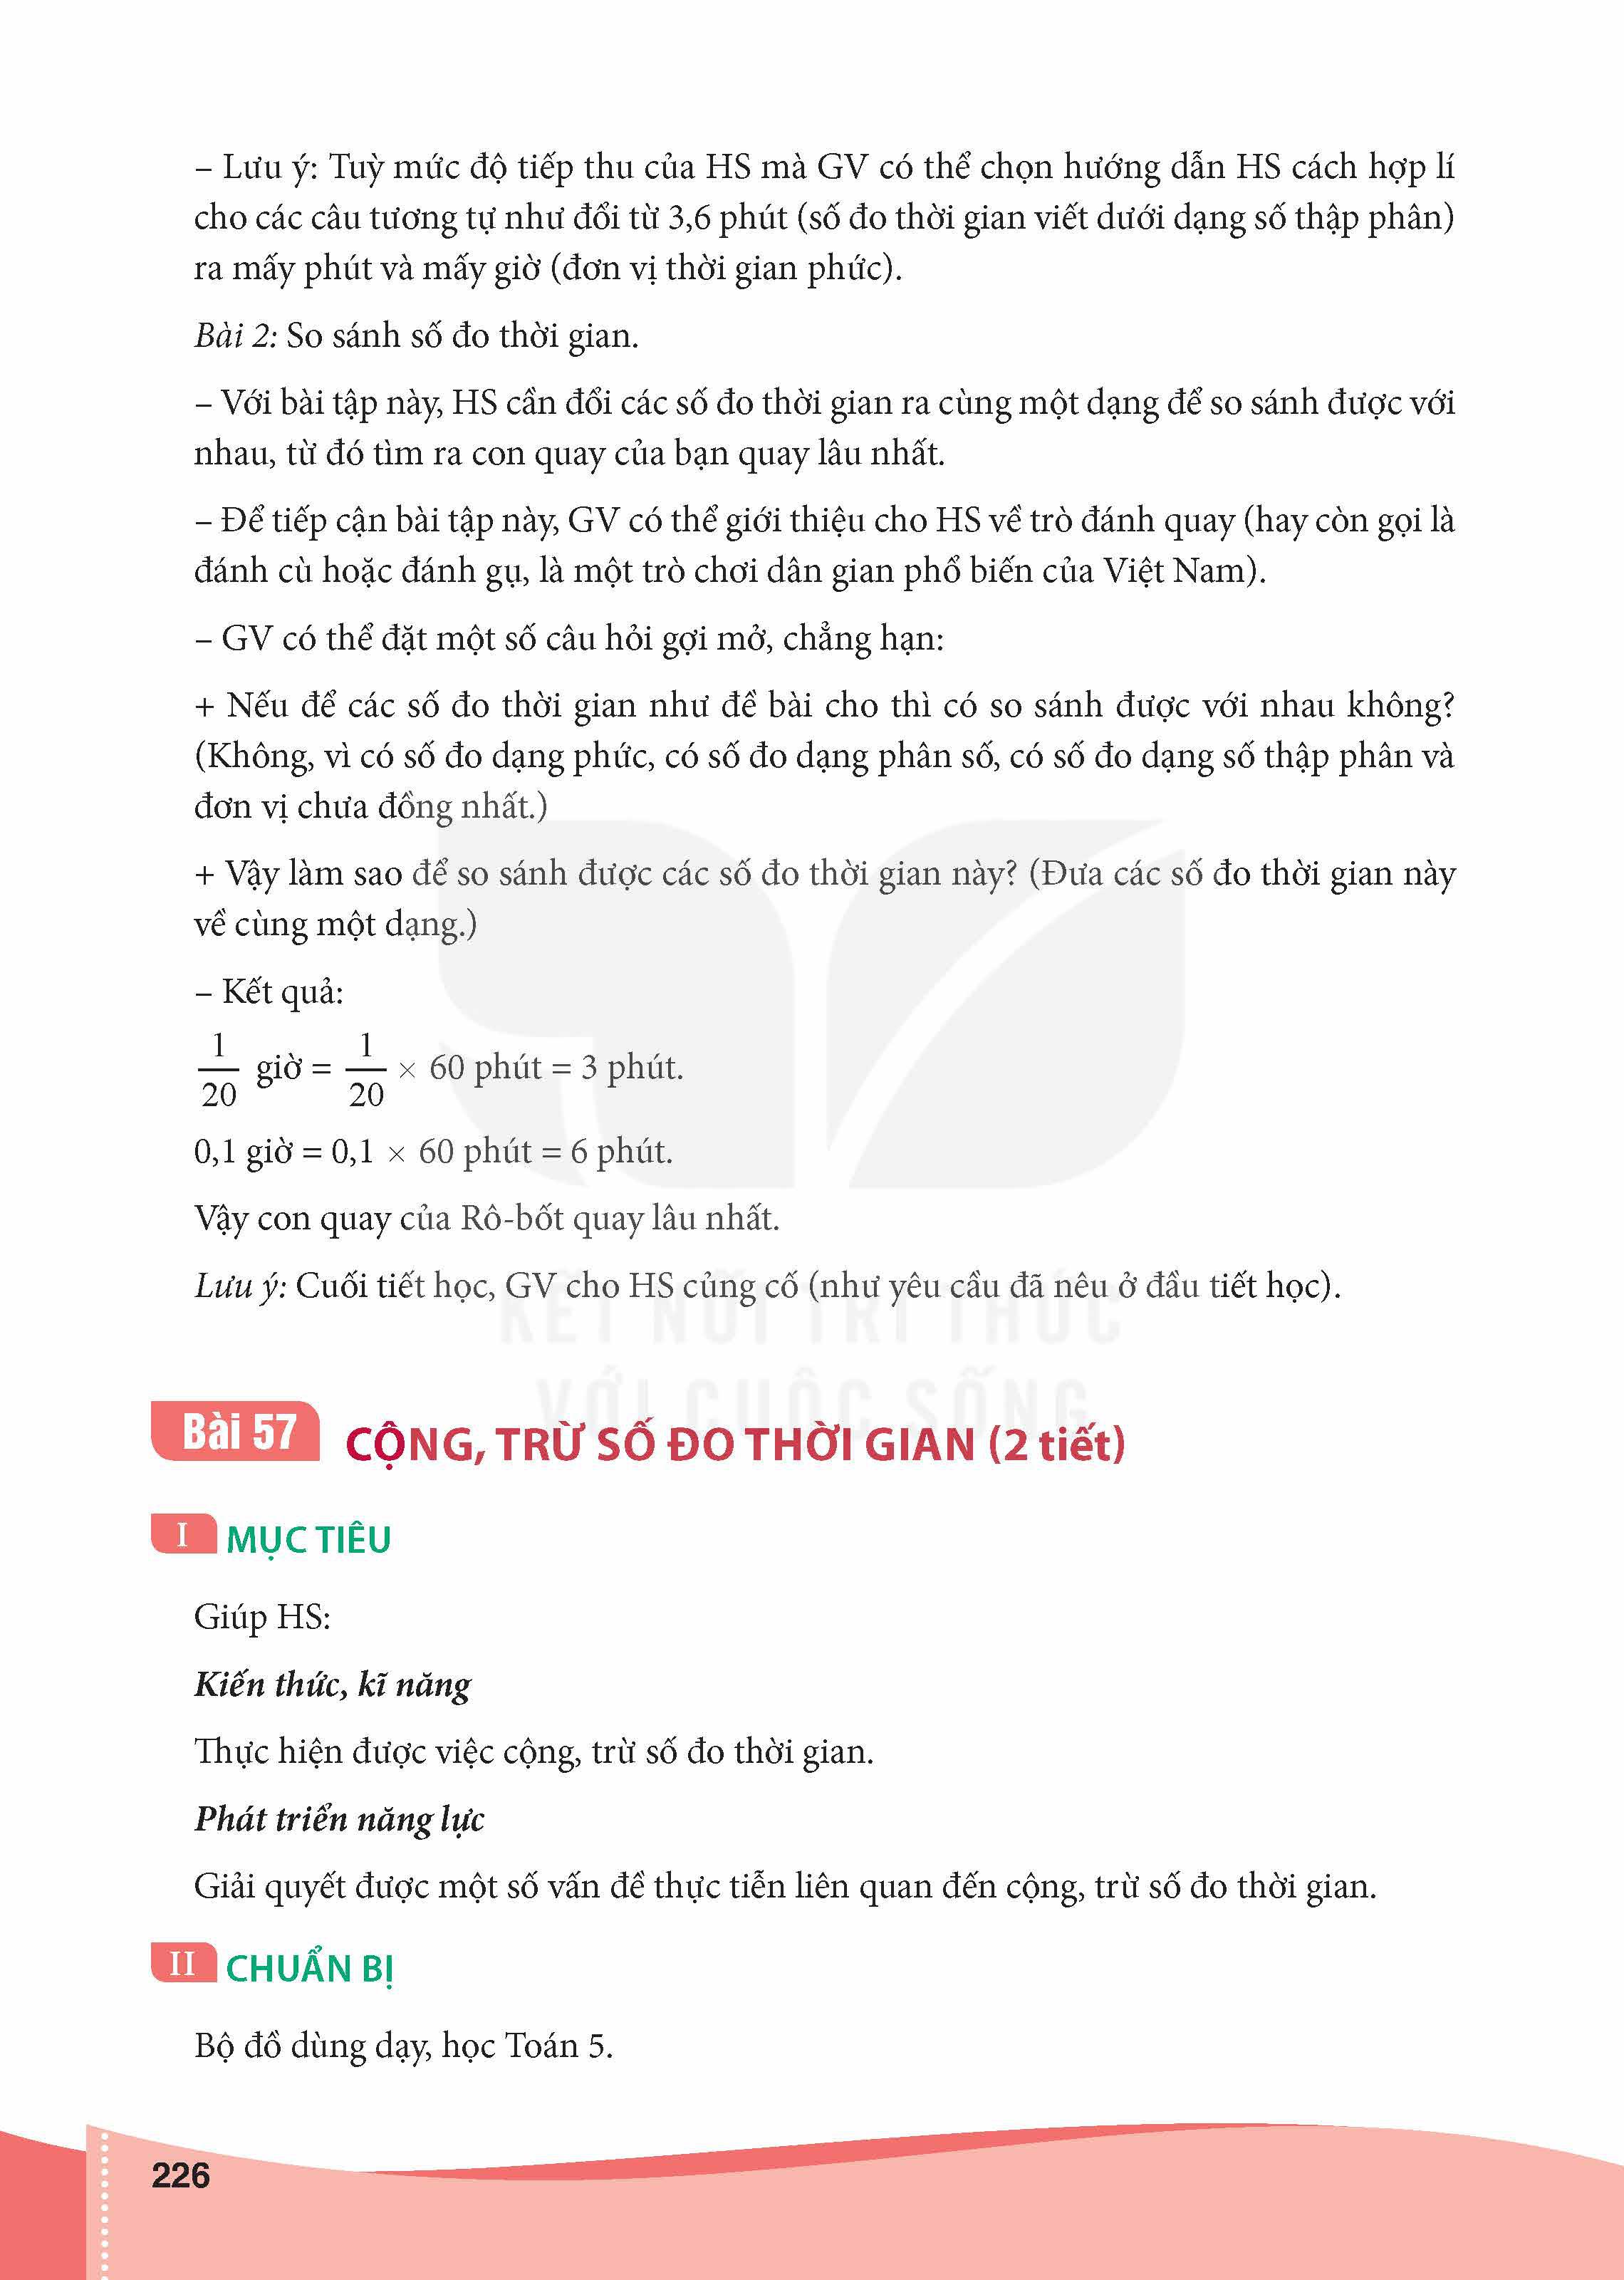 – Lưu ý: Tuỳ mức độ tiếp thu của HS mà GV có thể chọn hướng dẫn HS cách hợp lí
cho các câu tương tự như đổi từ 3,6 phút (số đo thời gian viết dưới dạng số thập phân)
ra mấy phút và mấy giờ (đơn vị thời gian phức).
Bài 2: So sánh số đo thời gian.
– Với bài tập này, HS cần đổi các số đo thời gian ra cùng một dạng để so sánh được với
nhau, từ đó tìm ra con quay của bạn quay lâu nhất.
– Để tiếp cận bài tập này, GV có thể giới thiệu cho HS về trò đánh quay (hay còn gọi là
đánh cù hoặc đánh gụ, là một trò chơi dân gian phổ biến của Việt Nam).
– GV có thể đặt một số câu hỏi gợi mở, chẳng hạn:
+ Nếu để các số đo thời gian như đề bài cho thì có so sánh được với nhau không?
(Không, vì có số đo dạng phức, có số đo dạng phân số, có số đo dạng số thập phân và
đơn vị chưa đồng nhất.)
+ Vậy làm sao để so sánh được các số đo thời gian này? (Đưa các số đo thời gian này
về cùng một dạng.)
– Kết quả:
1/20 giờ = 1/20 × 60 phút = 3 phút.
0,1 giờ = 0,1 × 60 phút = 6 phút.
Vậy con quay của Rô-bốt quay lâu nhất.
Lưu ý: Cuối tiết học, GV cho HS củng cố (như yêu cầu đã nêu ở đầu tiết học).
KẾT NỐI TRI THỨC
VỚI CUỘC SỐNG
Bài 57 CỘNG, TRỪ SỐ ĐO THỜI GIAN (2 tiết)
I MỤC TIÊU
Giúp HS:
Kiến thức, kĩ năng
Thực hiện được việc cộng, trừ số đo thời gian.
Phát triển năng lực
Giải quyết được một số vấn đề thực tiễn liên quan đến cộng, trừ số đo thời gian.
II CHUẨN BỊ
Bộ đồ dùng dạy, học Toán 5.
226